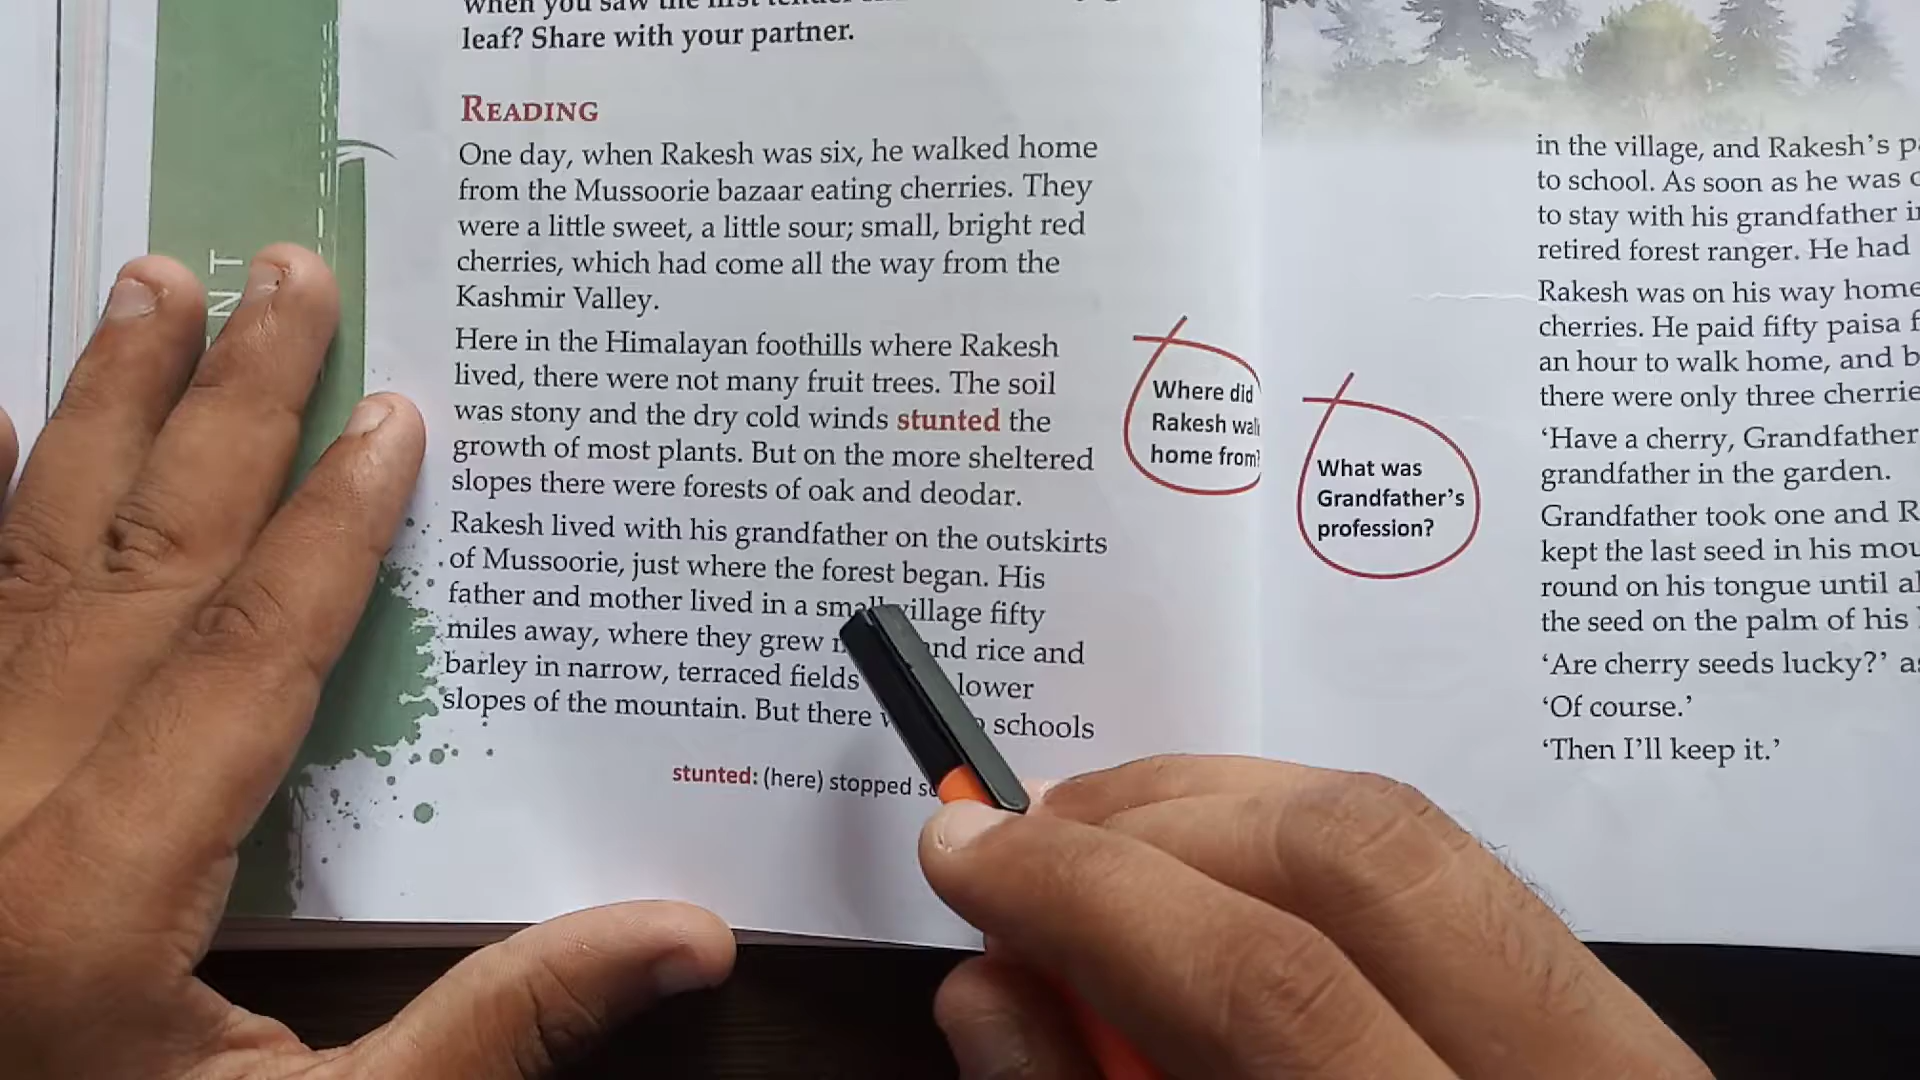 leaf? Share with your partner.
READING
One day, when Rakesh was six, he walked home
from the Mussoorie bazaar eating cherries. They
were a little sweet, a little sour; small, bright red
cherries, which had come all the way from the
Kashmir Valley.
Here in the Himalayan foothills where Rakesh
lived, there were not many fruit trees. The soil
was stony and the dry cold winds stunted the
growth of most plants. But on the more sheltered
slopes there were forests of oak and deodar.
Rakesh lived with his grandfather on the outskirts
of Mussoorie, just where the forest began. His
father and mother lived in a small village fifty
miles away, where they grew and rice and
barley in narrow, terraced fields lower
slopes of the mountain. But there schools
stunted: (here) stopped
Where did
Rakesh
home from?
What was
Grandfather's
profession?
in the village, and Rakesh's
to school. As soon as he was
to stay with his grandfather
retired forest ranger. He had
Rakesh was on his way home
cherries. He paid fifty paisa
an hour to walk home, and
there were only three
'Have a cherry, Grandfather
grandfather in the garden.
Grandfather took one and
kept the last seed in his
round on his tongue until
the seed on the palm of his
'Are cherry seeds lucky?'
'Of course.'
'Then I'll keep it.'